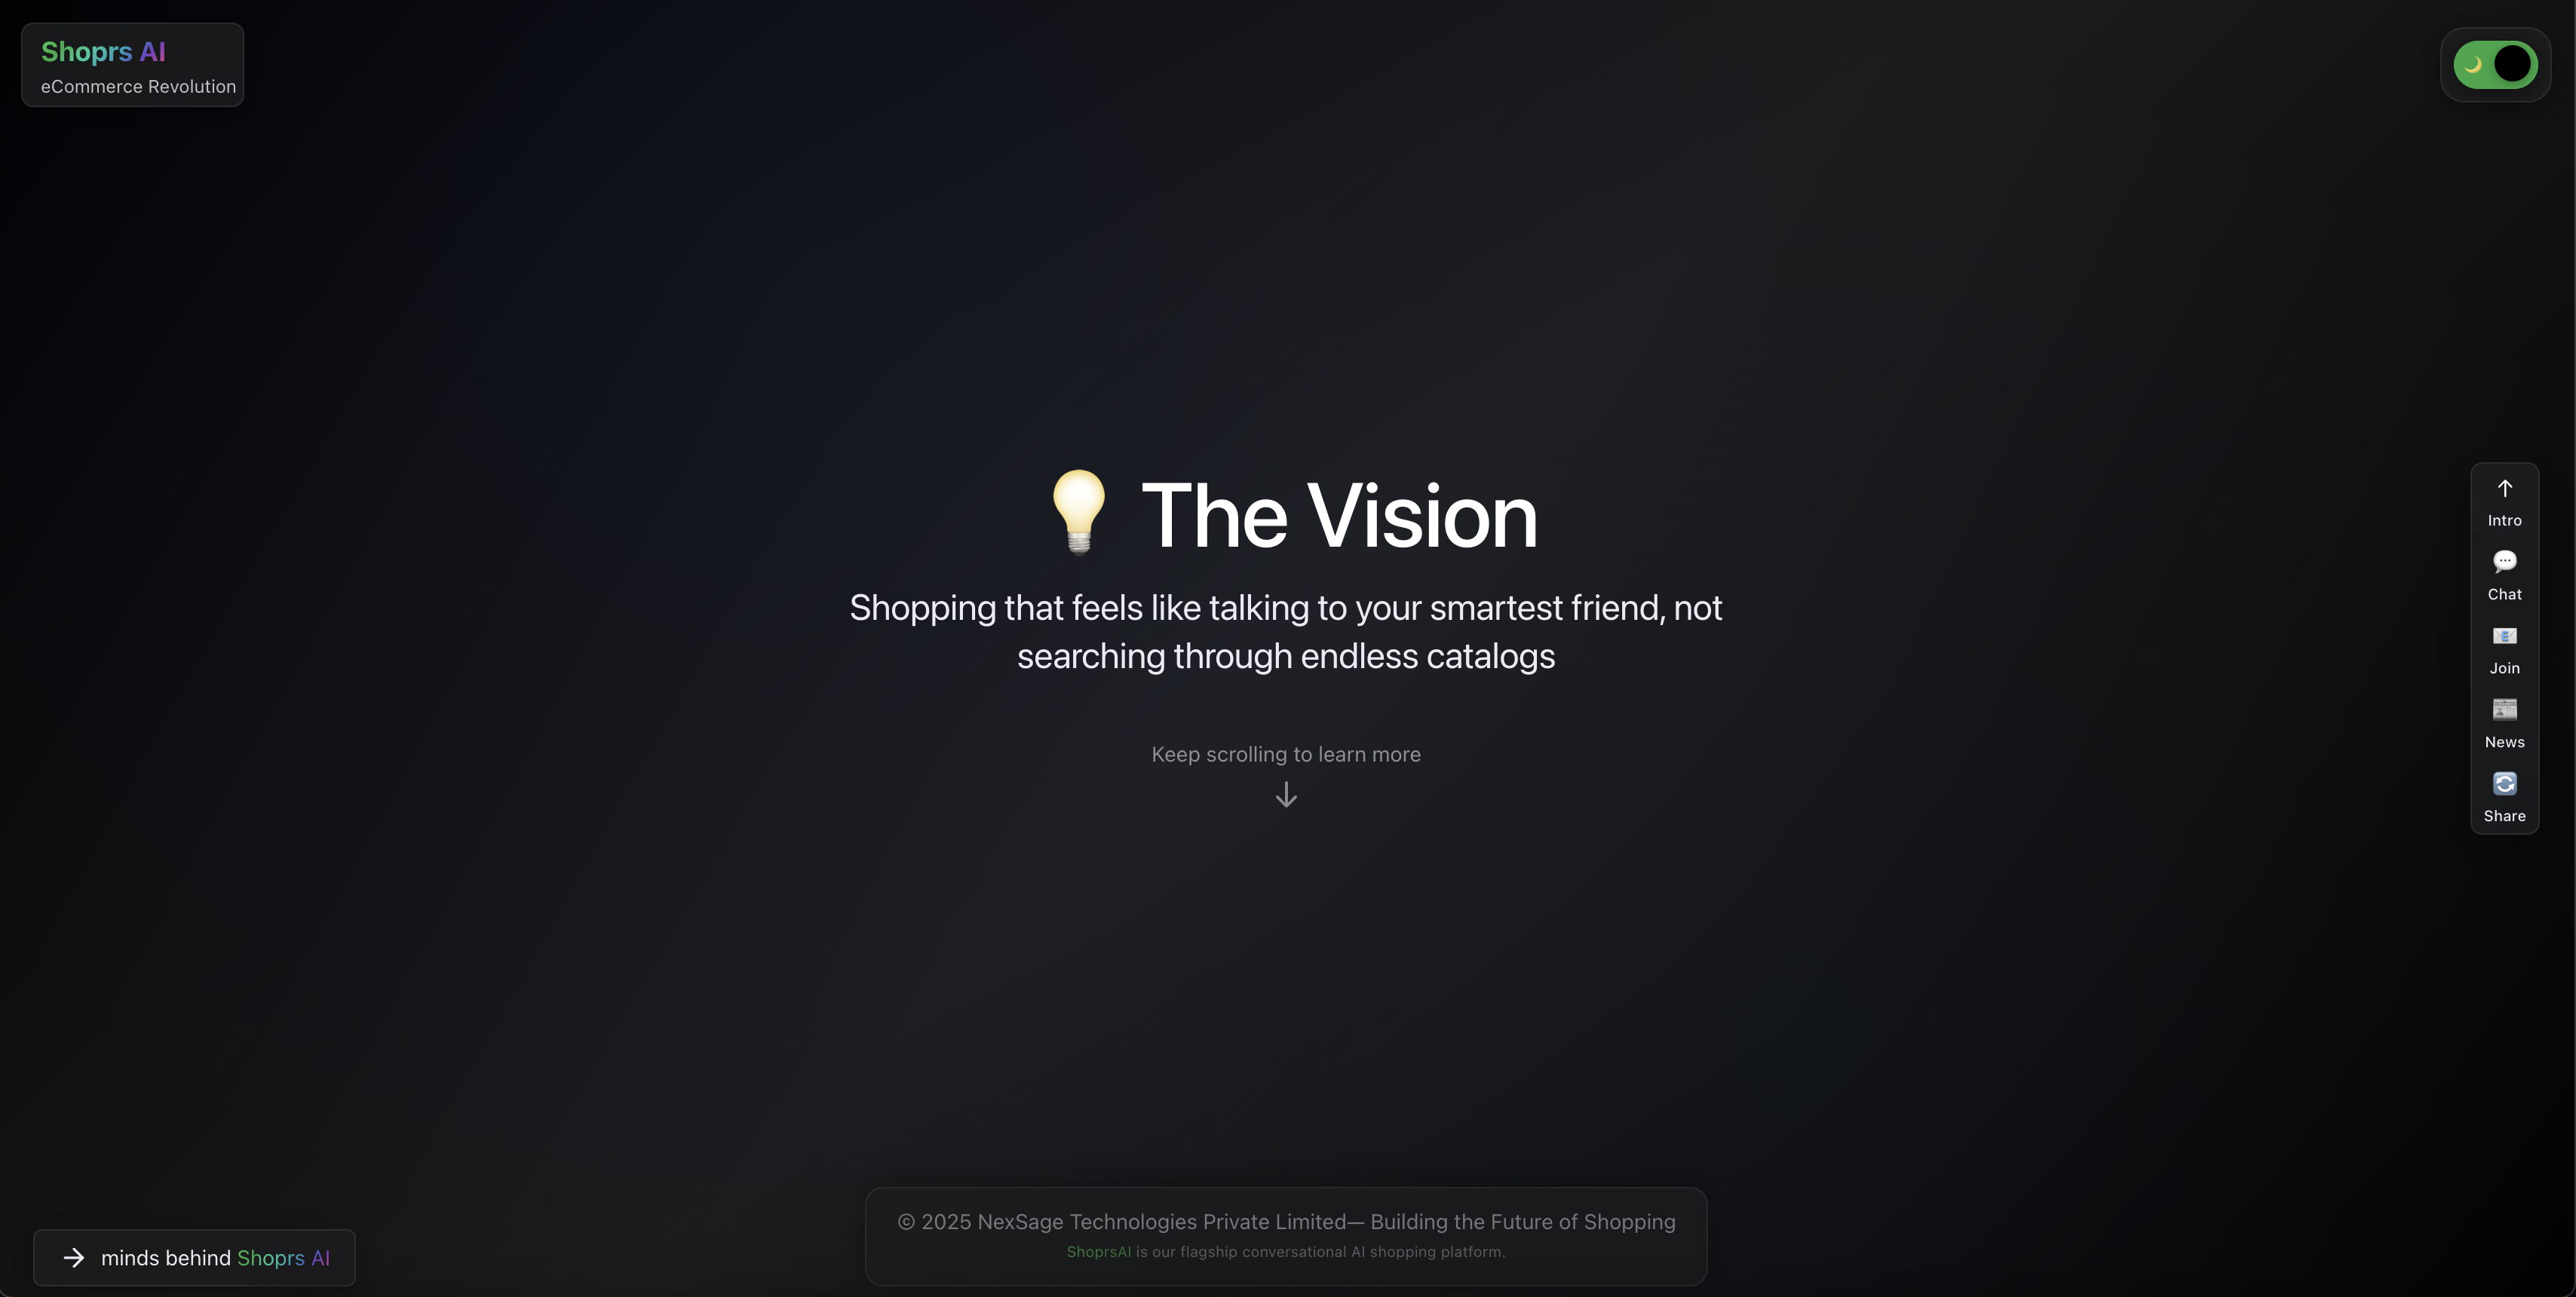 Shoprs AI
eCommerce Revolution
The Vision
Shopping that feels like talking to your smartest friend, not
searching through endless catalogs
Keep scrolling to learn more
Intro
Chat
Join
News
Share
minds behind Shoprs AI
© 2025 NexSage Technologies Private Limited— Building the Future of Shopping
ShoprsAI is our flagship conversational AI shopping platform.